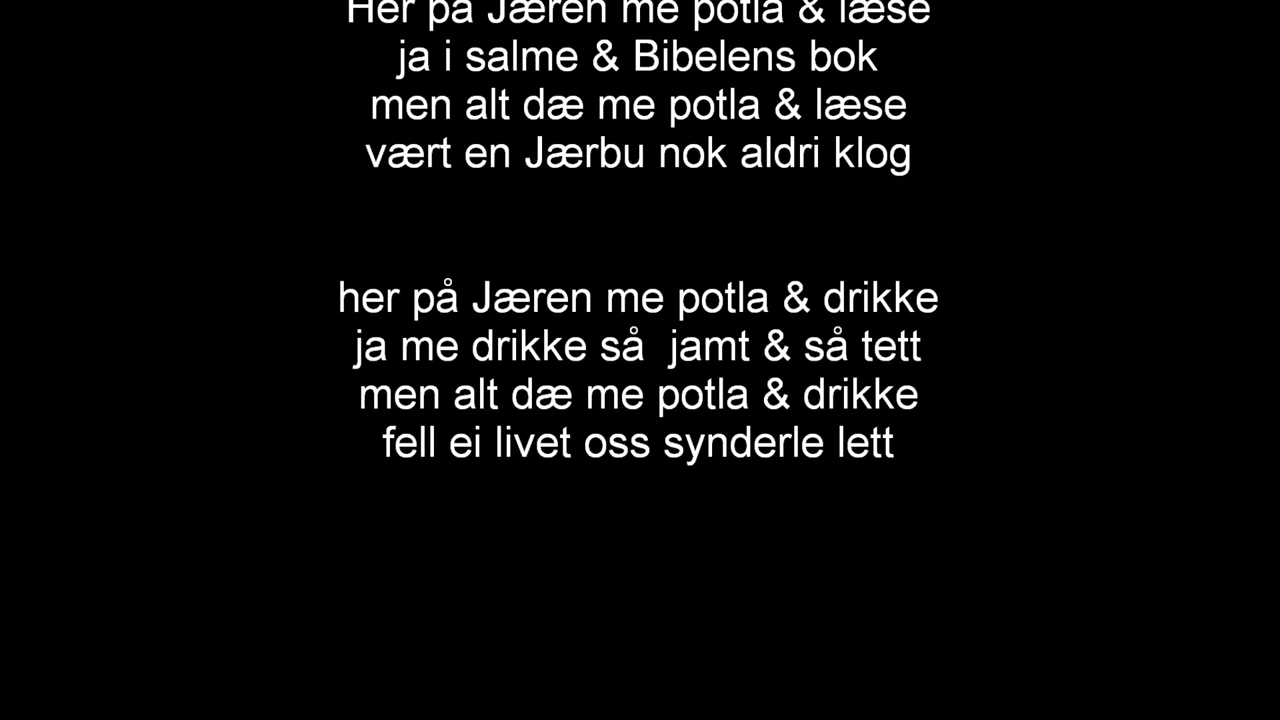 Her på Jæren me potla & læse
ja i salme & Bibelens bok
men alt dæ me potla & læse
vært en Jærbu nok aldri klog
her på Jæren me potla & drikke
ja me drikke så  jamt & så tett
men alt dæ me potla & drikke
fell ei livet oss synderle lett